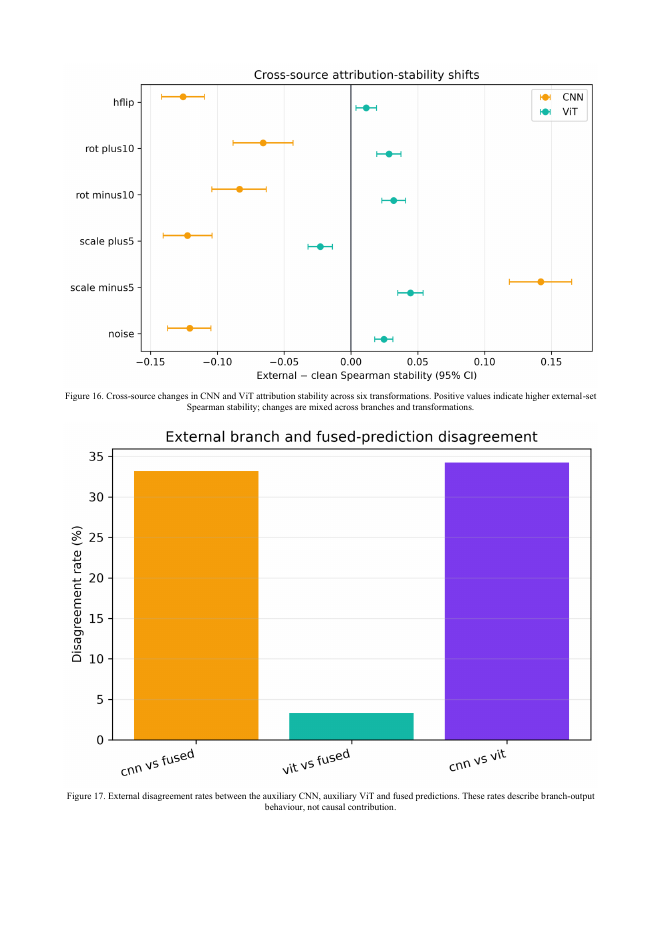 Cross-source attribution-stability shifts
CNN
ViT
hflip
rot plus10
rot minus10
scale plus5
scale minus5
noise
−0.15 −0.10 −0.05 0.00 0.05 0.10 0.15
External − clean Spearman stability (95% CI)
Figure 16. Cross-source changes in CNN and ViT attribution stability across six transformations. Positive values indicate higher external-set
Spearman stability; changes are mixed across branches and transformations.
External branch and fused-prediction disagreement
Disagreement rate (%)
35
30
25
20
15
10
5
0
cnn vs fused vit vs fused cnn vs vit
Figure 17. External disagreement rates between the auxiliary CNN, auxiliary ViT and fused predictions. These rates describe branch-output
behaviour, not causal contribution.